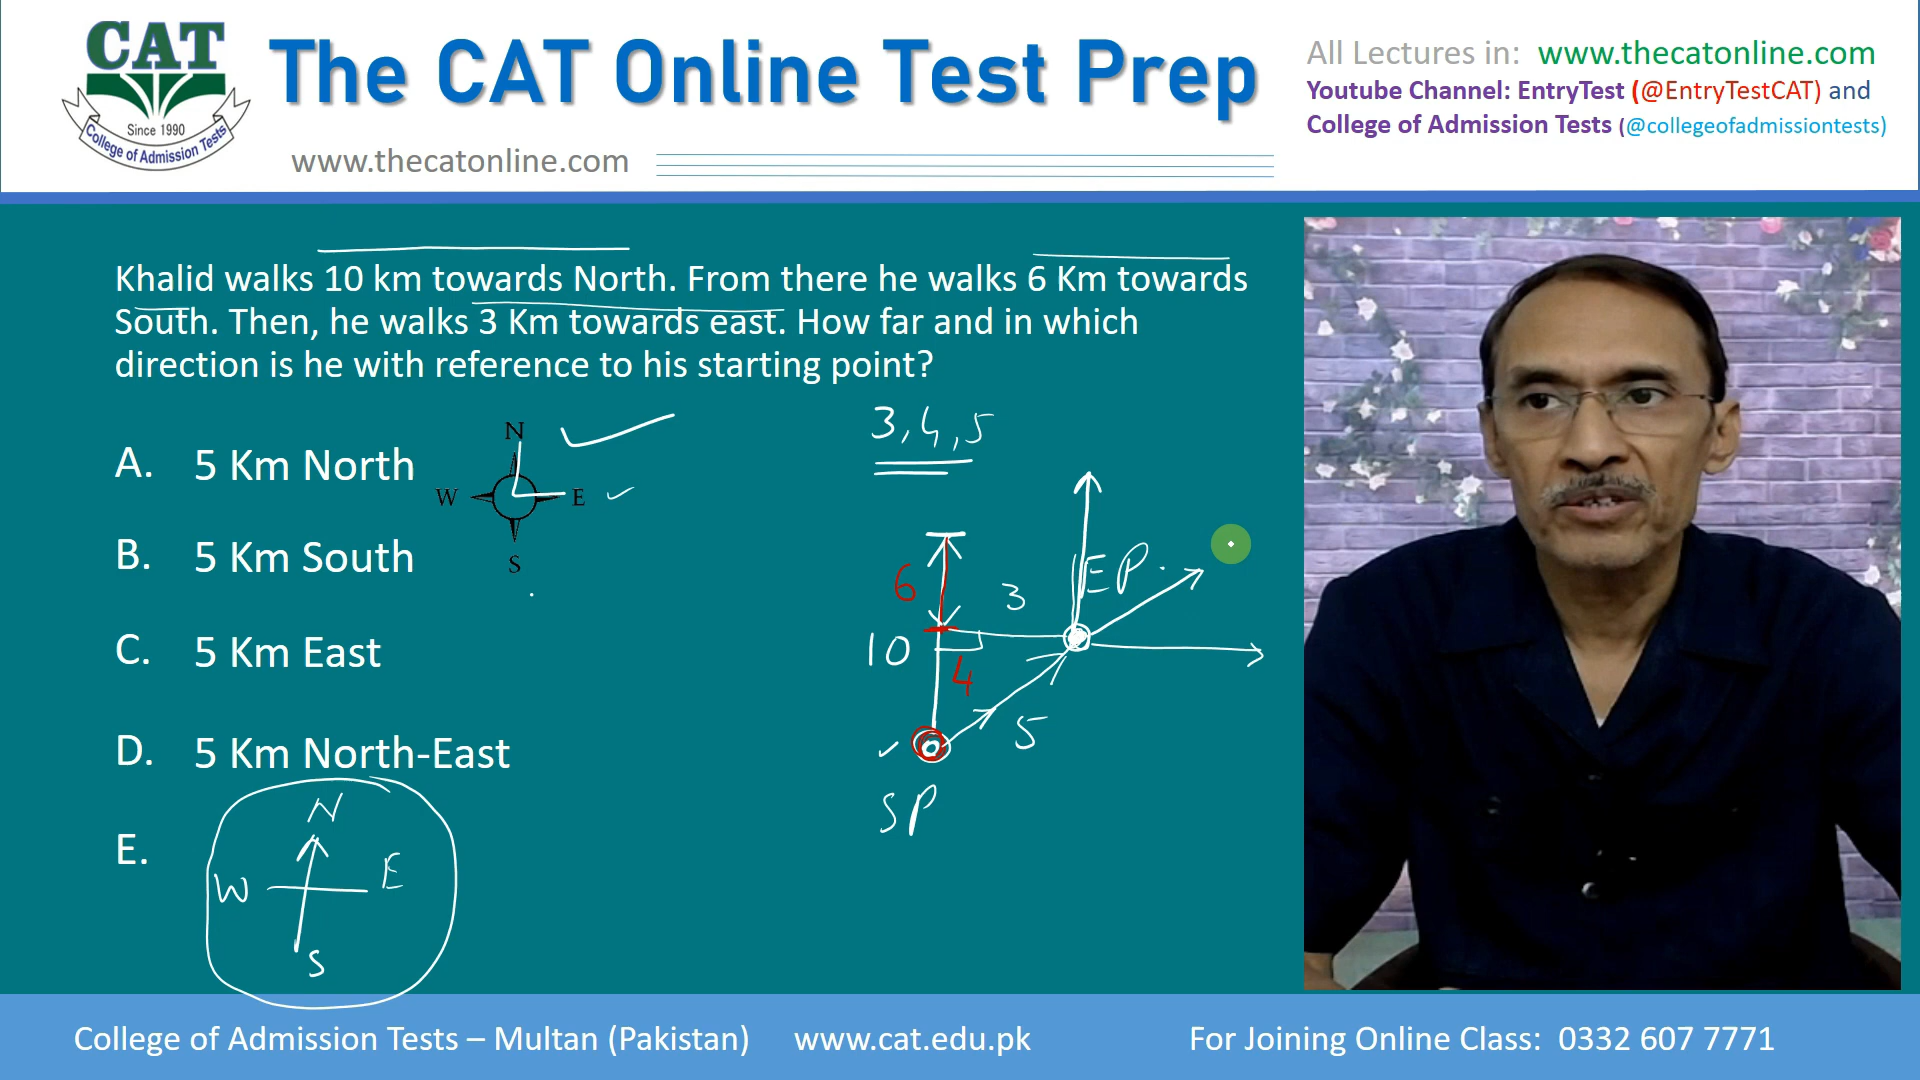 CAT
Since 1990
College of Admission Tests
The CAT Online Test Prep
www.thecatonline.com
All Lectures in: www.thecatonline.com
Youtube Channel: EntryTest (@EntryTestCAT) and
College of Admission Tests (@collegeofadmissiontests)
Khalid walks 10 km towards North. From there he walks 6 Km towards
South. Then, he walks 3 Km towards east. How far and in which
direction is he with reference to his starting point?
A. 5 Km North
B. 5 Km South
C. 5 Km East
D. 5 Km North-East
E.
N
W E
S
N
W E
S
3, 4, 5
6
3
EP
10
4
5
SP
College of Admission Tests – Multan (Pakistan) www.cat.edu.pk For Joining Online Class: 0332 607 7771